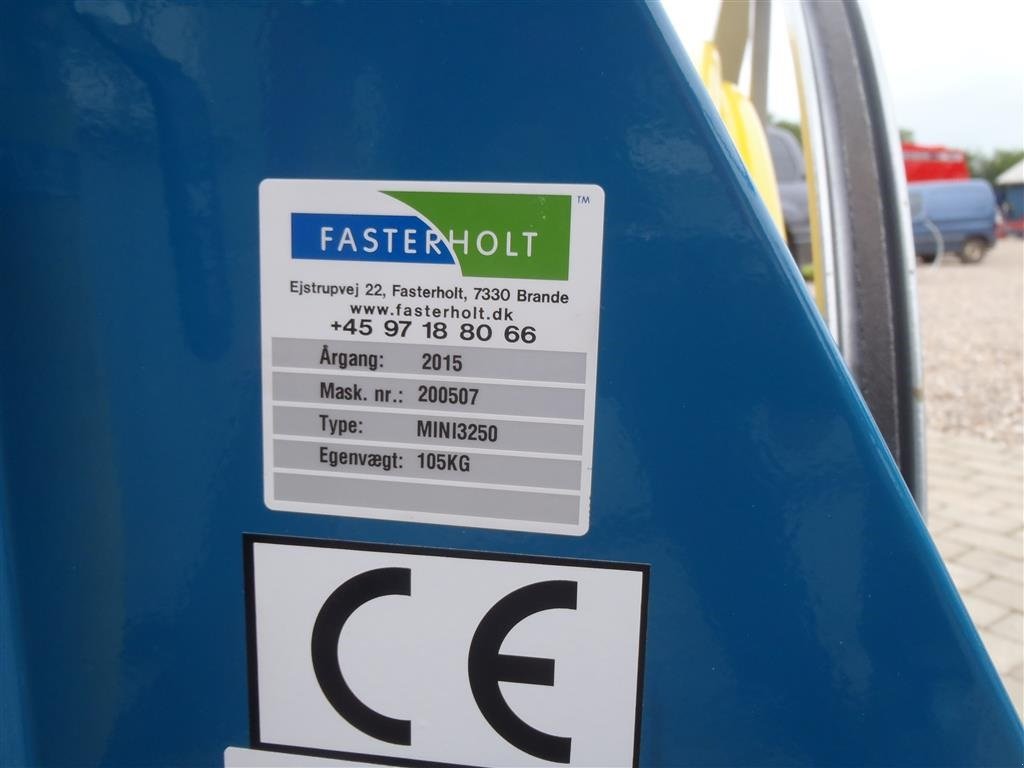 FASTERHOLT ™
Ejstrupvej 22, Fasterholt, 7330 Brande
www.fasterholt.dk
+45 97 18 80 66
Årgang: 2015
Mask. nr.: 200507
Type: MINI3250
Egenvægt: 105KG
CE